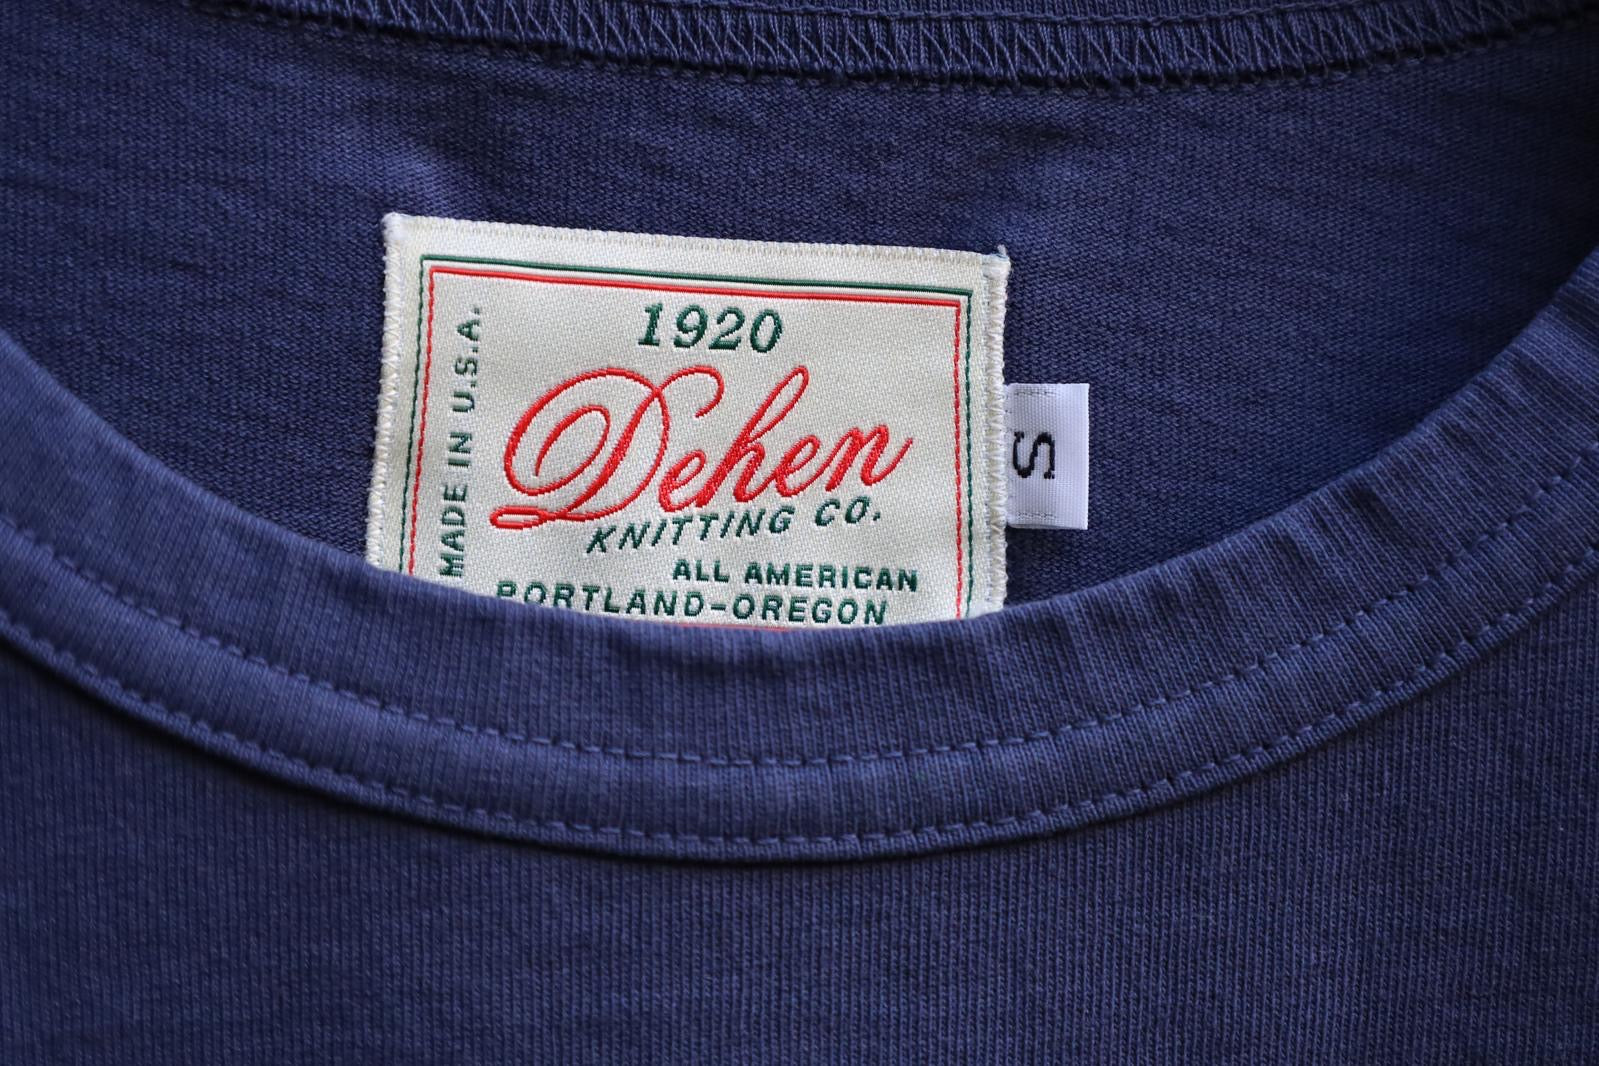 1920
Dehen
KNITTING CO.
ALL AMERICAN
PORTLAND-OREGON
MADE IN U.S.A.
S